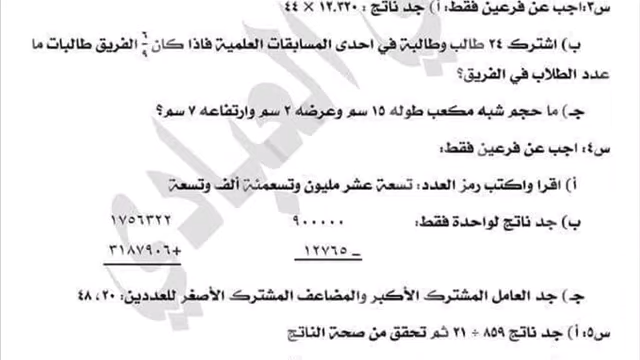 س٣: اجب عن فرعين فقط: أ) جد ناتج : ١٢.٣٢٠ × ٤٤
ب) اشترك ٢٤ طالب وطالبة في احدى المسابقات العلمية فاذا كان ٦/٩ الفريق طالبات ما
عدد الطلاب في الفريق؟
جـ) ما حجم شبه مكعب طوله ١٥ سم وعرضه ٢ سم وارتفاعه ٧ سم؟
س٤: اجب عن فرعين فقط:
أ) اقرا واكتب رمز العدد: تسعة عشر مليون وتسعمئة ألف وتسعة
ب) جد ناتج لواحدة فقط: ٩٠٠٠٠٠ ١٧٥٦٣٢٢
_ ١٢٧٦٥ +٣١٨٧٩٠٦
جـ) جد العامل المشترك الأكبر والمضاعف المشترك الأصغر للعددين: ٢٠، ٤٨
س٥: أ) جد ناتج ٨٥٩ ÷ ٢١ ثم تحقق من صحة الناتج